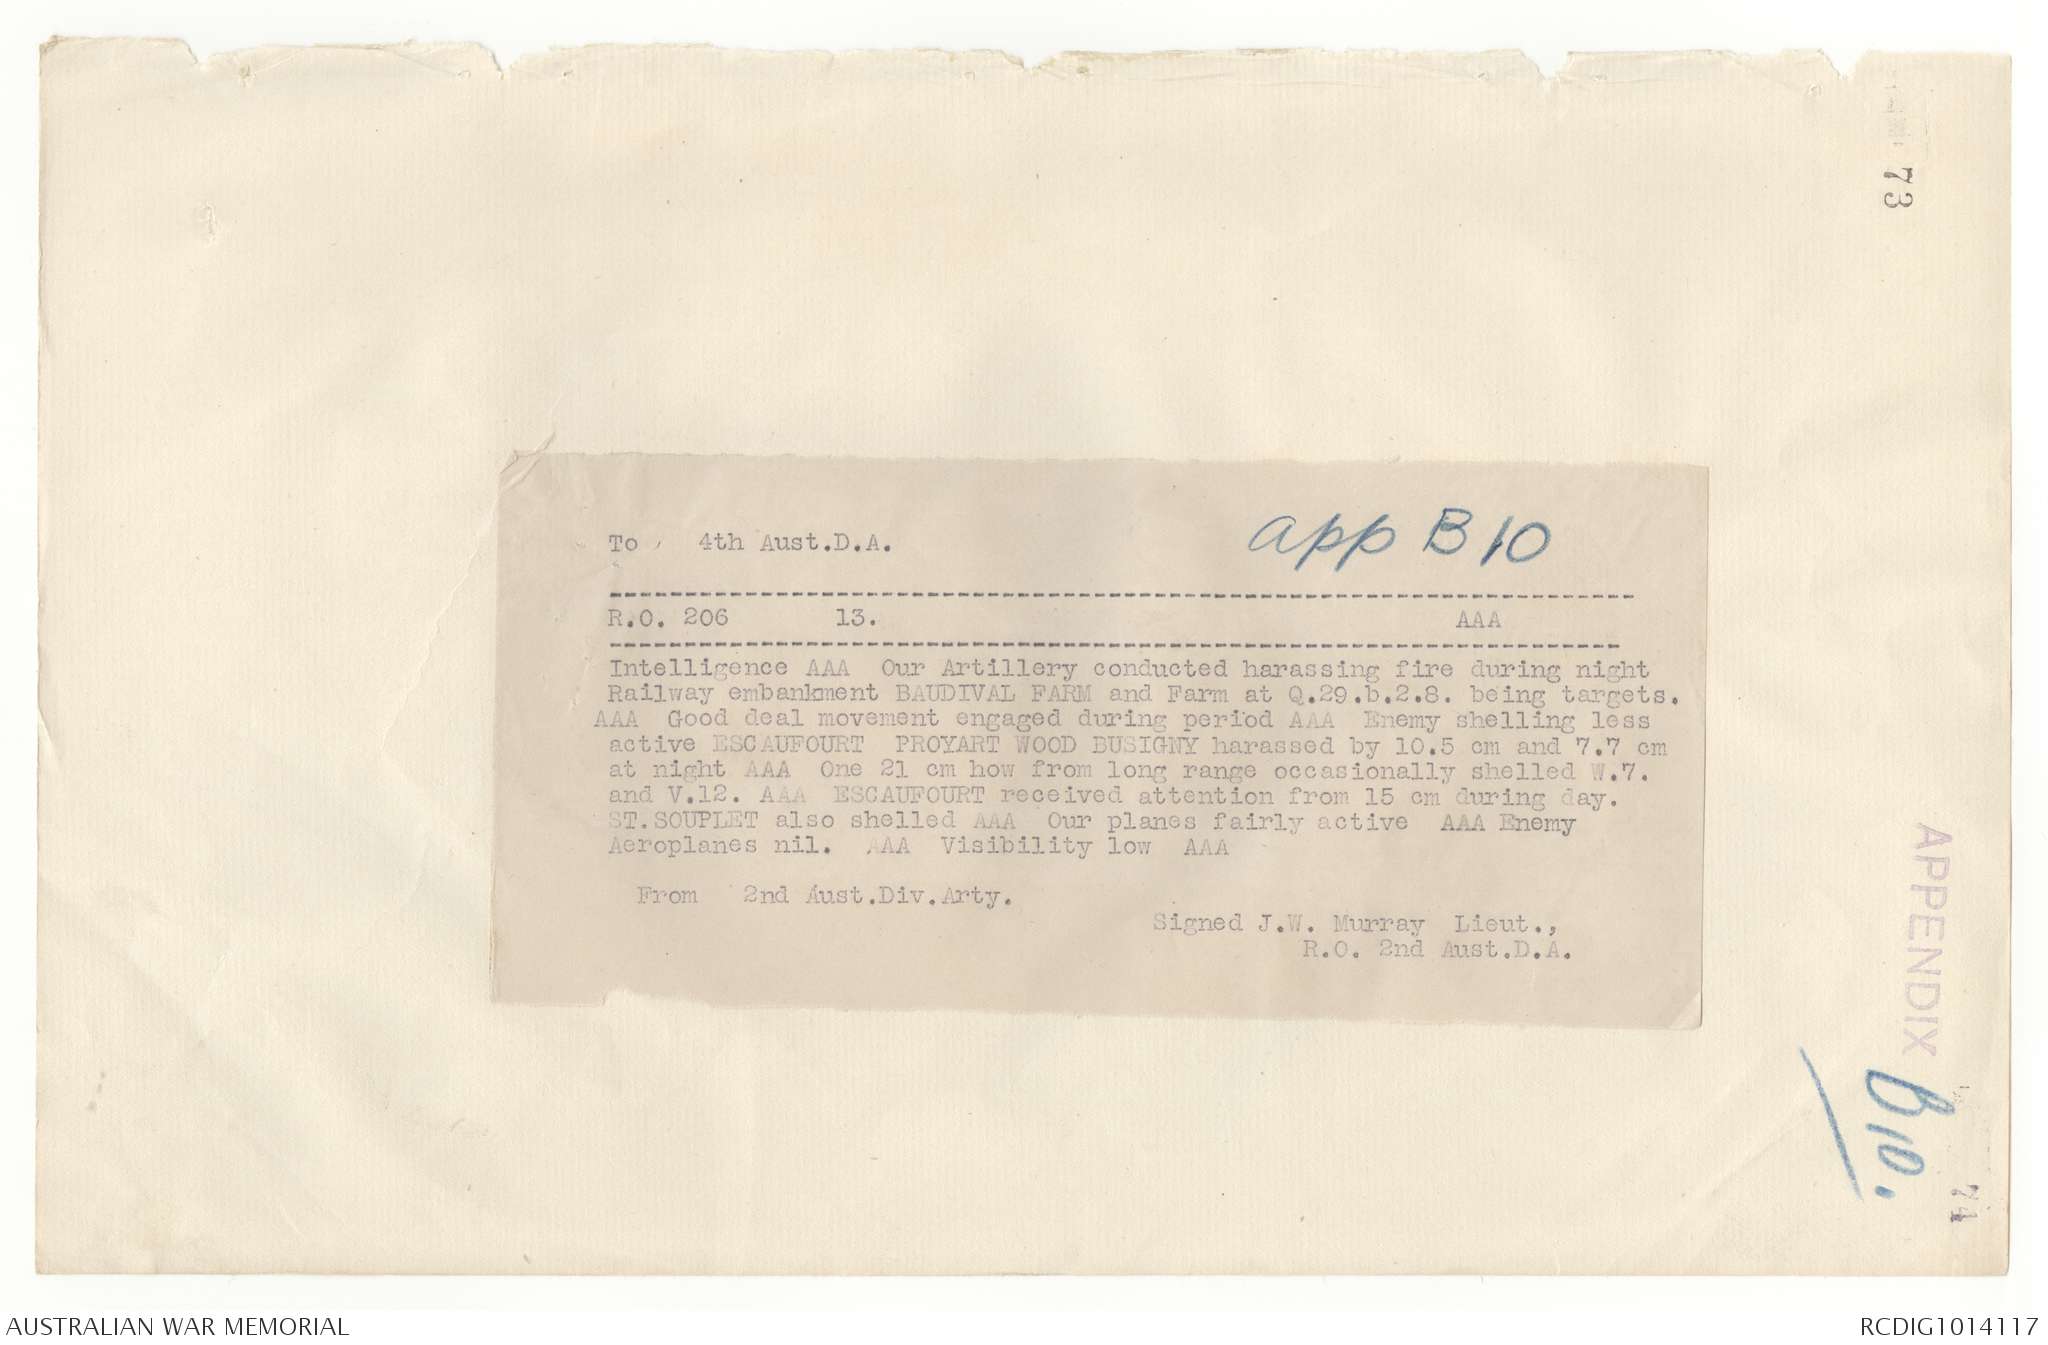 73
To , 4th Aust.D.A.
app B 10
R.O. 206 13. AAA
Intelligence AAA Our Artillery conducted harassing fire during night
Railway embankment BAUDIVAL FARM and Farm at Q.29.b.2.8. being targets.
AAA Good deal movement engaged during period AAA Enemy shelling less
active ESCAUFOURT PROYART WOOD BUSIGNY harassed by 10.5 cm and 7.7 cm
at night AAA One 21 cm how from long range occasionally shelled W.7.
and V.12. AAA ESCAUFOURT received attention from 15 cm during day.
ST.SOUPLET also shelled AAA Our planes fairly active AAA Enemy
Aeroplanes nil. AAA Visibility low AAA
From 2nd Aust.Div.Arty.
Signed J.W. Murray Lieut.,
R.O. 2nd Aust.D.A.
APPENDIX
B10.
74
AUSTRALIAN WAR MEMORIAL
RCDIG1014117